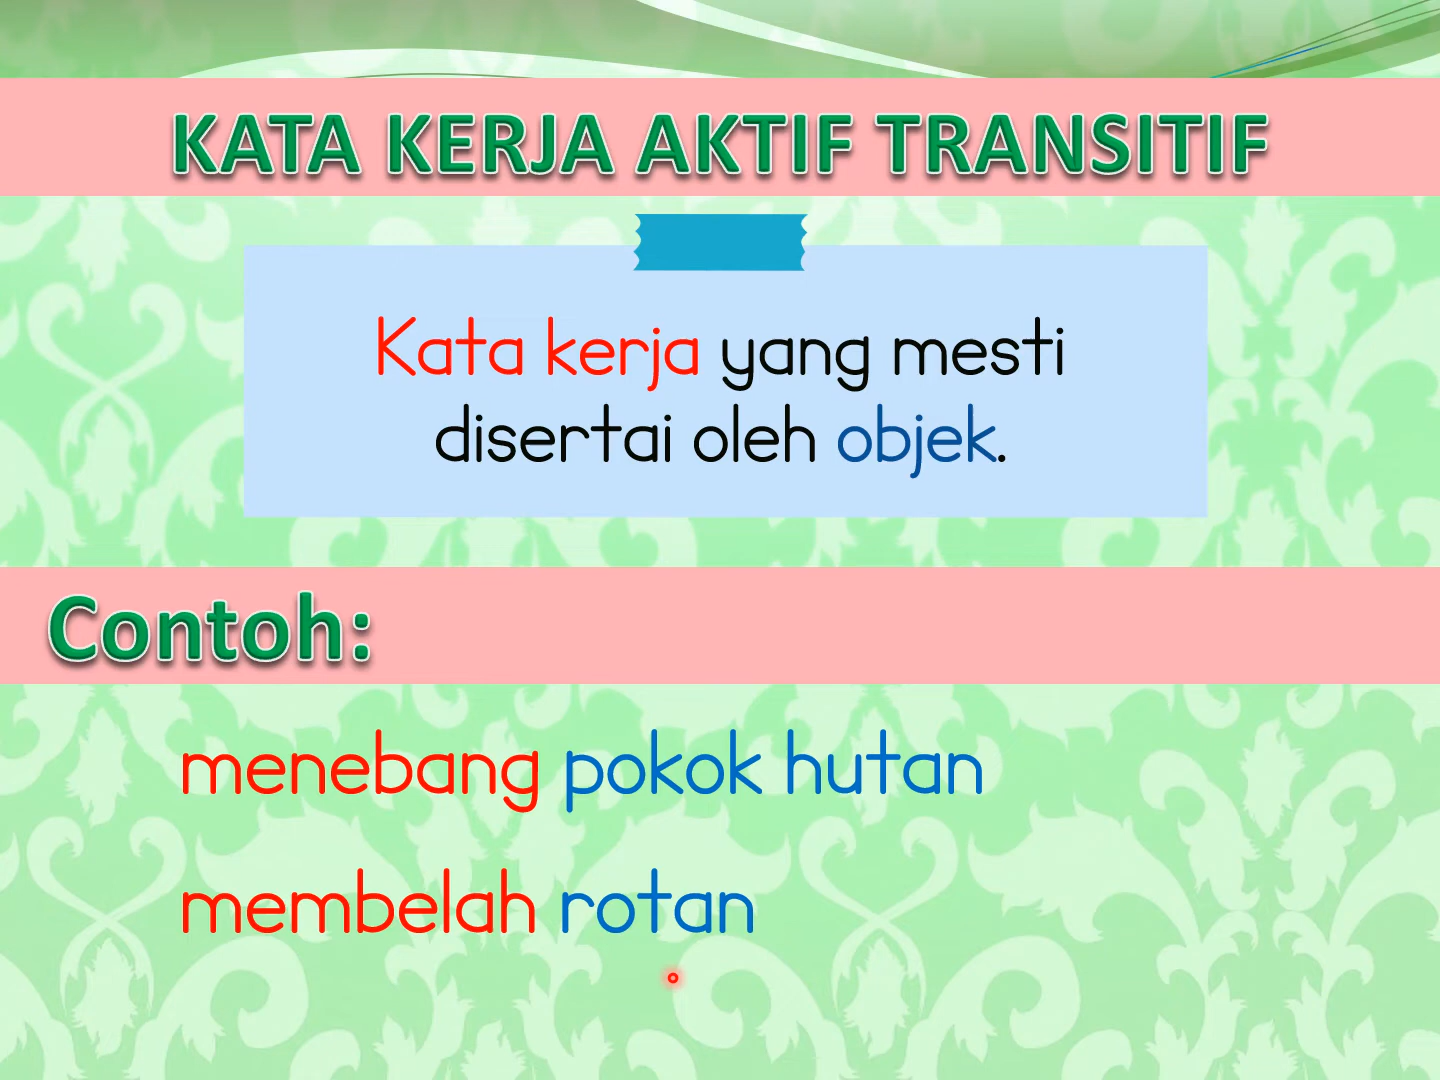 KATA KERJA AKTIF TRANSITIF
Kata kerja yang mesti
disertai oleh objek.
Contoh:
menebang pokok hutan
membelah rotan